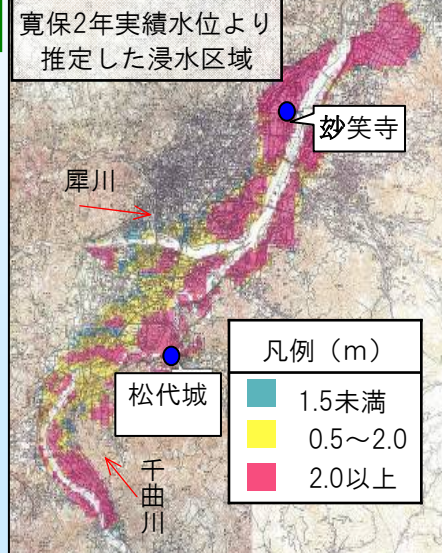 寛保2年実績水位より
推定した浸水区域
妙笑寺
犀川
松代城
千曲川
凡例（m）
1.5未満
0.5～2.0
2.0以上